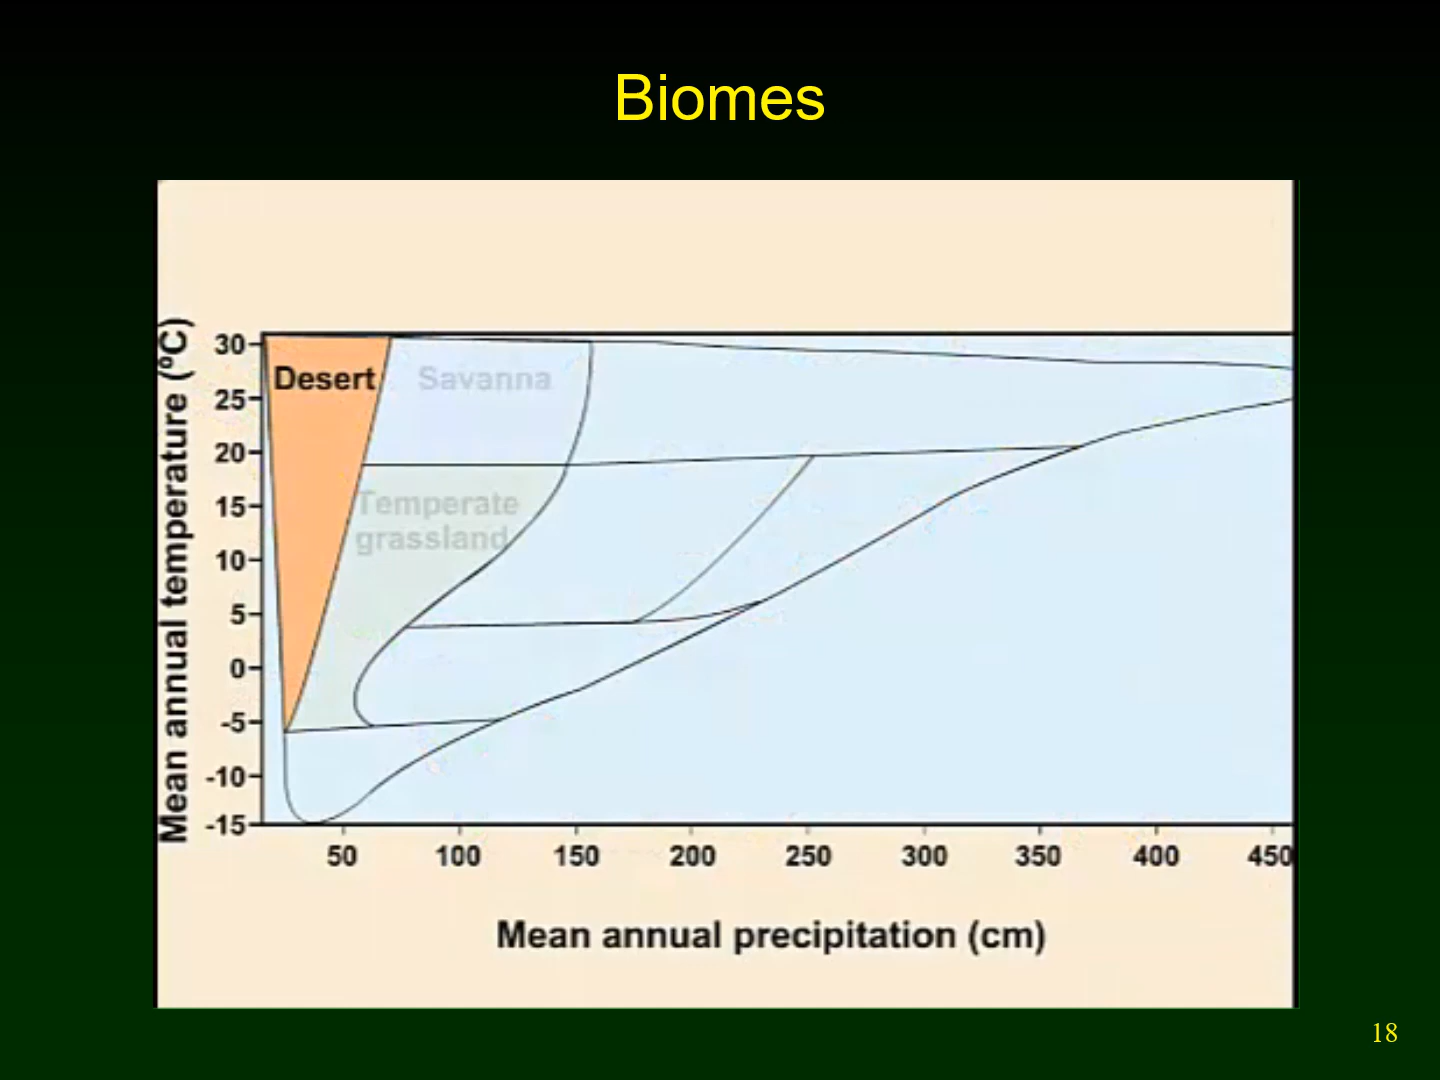 Biomes
Mean annual temperature (ºC)
30
25
20
15
10
5
0
-5
-10
-15
Desert
Savanna
Temperate
grassland
50 100 150 200 250 300 350 400 450
Mean annual precipitation (cm)
18